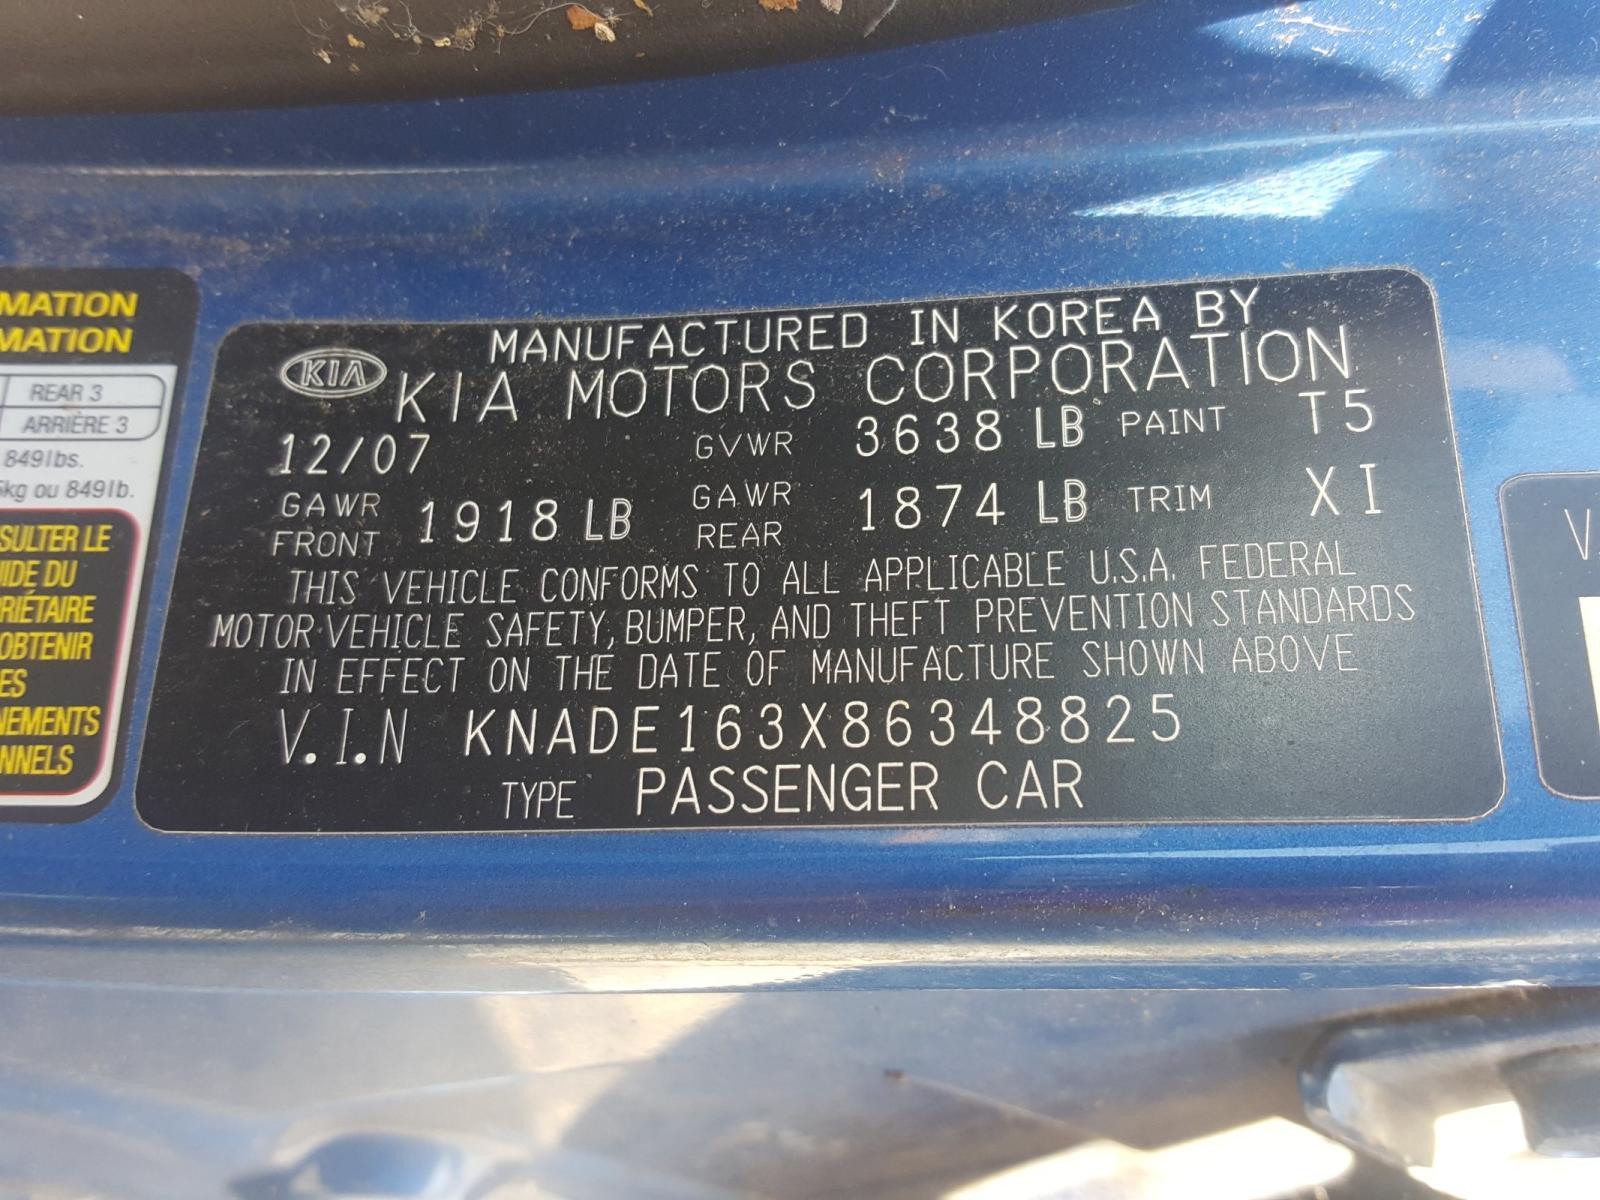 MATION
MATION
REAR 3
ARRIÈRE 3
849lbs.
kg ou 849lb.
SULTER LE
UIDE DU
PRIÉTAIRE
OBTENIR
ES
NEMENTS
NNELS
MANUFACTURED IN KOREA BY
KIA KIA MOTORS CORPORATION
12/07 GVWR 3638 LB PAINT T5
GAWR FRONT 1918 LB GAWR REAR 1874 LB TRIM XI
THIS VEHICLE CONFORMS TO ALL APPLICABLE U.S.A. FEDERAL
MOTOR VEHICLE SAFETY, BUMPER, AND THEFT PREVENTION STANDARDS
IN EFFECT ON THE DATE OF MANUFACTURE SHOWN ABOVE
V.I.N KNADE163X86348825
TYPE PASSENGER CAR
V